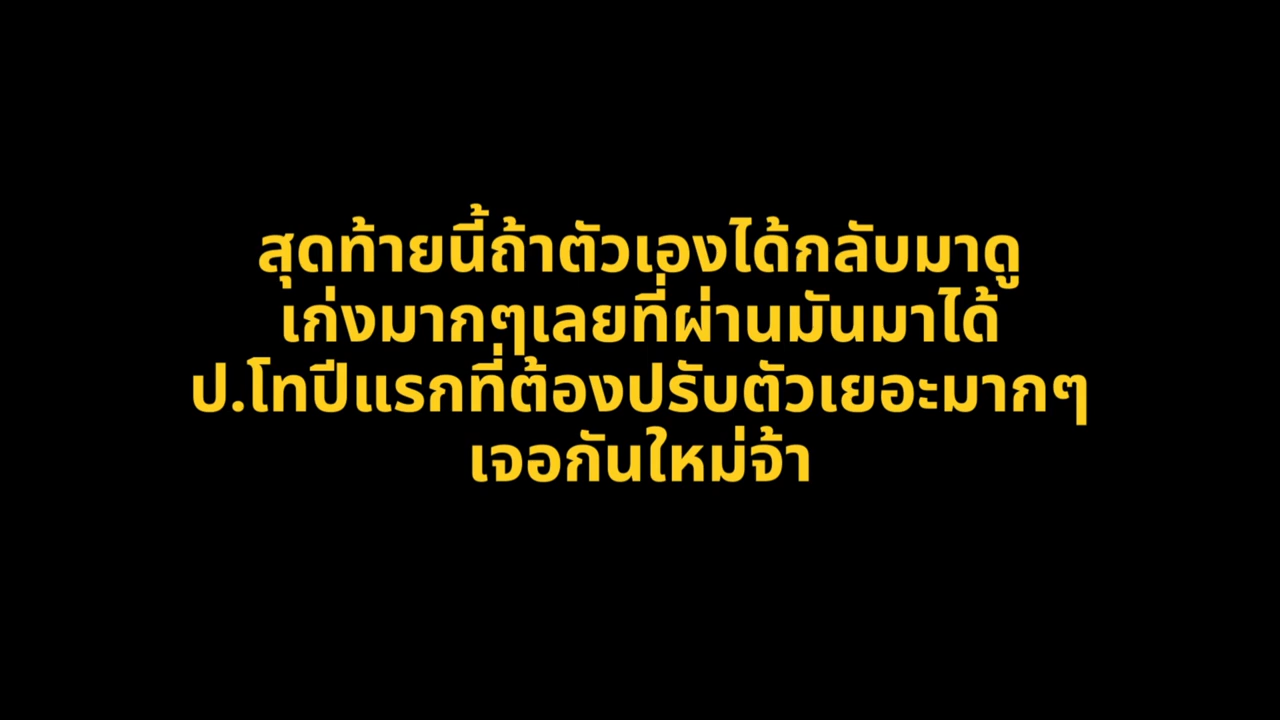 สุดท้ายนี้ถ้าตัวเองได้กลับมาดู
เก่งมากๆเลยที่ผ่านมันมาได้
ป.โทปีแรกที่ต้องปรับตัวเยอะมากๆ
เจอกันใหม่จ้า